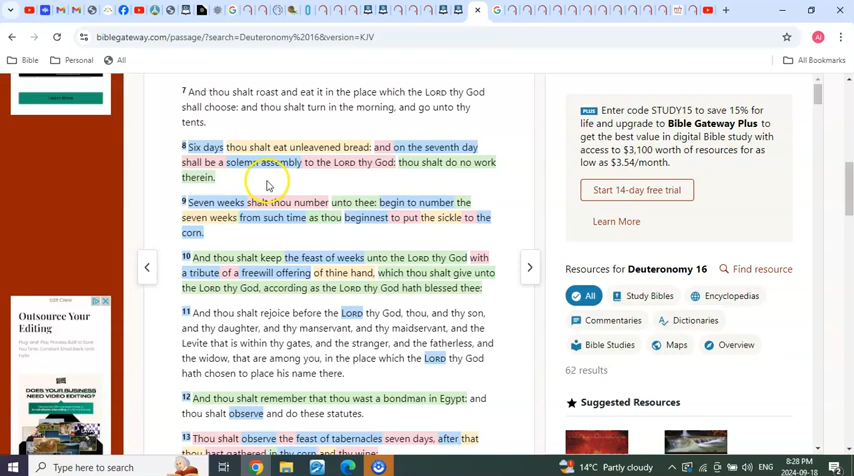 biblegateway.com/passage/?search=Deuteronomy%2016&version=KJV
Bible
Personal
All
All Bookmarks
7 And thou shalt roast and eat it in the place which the LORD thy God
shall choose: and thou shalt turn in the morning, and go unto thy
tents.
8 Six days thou shalt eat unleavened bread: and on the seventh day
shall be a solemn assembly to the LORD thy God: thou shalt do no work
therein.
9 Seven weeks shalt thou number unto thee: begin to number the
seven weeks from such time as thou beginnest to put the sickle to the
corn.
10 And thou shalt keep the feast of weeks unto the LORD thy God with
a tribute of a freewill offering of thine hand, which thou shalt give unto
the LORD thy God, according as the LORD thy God hath blessed thee:
11 And thou shalt rejoice before the LORD thy God, thou, and thy son,
and thy daughter, and thy manservant, and thy maidservant, and the
Levite that is within thy gates, and the stranger, and the fatherless, and
the widow, that are among you, in the place which the LORD thy God
hath chosen to place his name there.
12 And thou shalt remember that thou wast a bondman in Egypt: and
thou shalt observe and do these statutes.
13 Thou shalt observe the feast of tabernacles seven days, after that
thou hast gathered in thy corn and thy wine:
Outsource Your
Editing
DOES YOUR BUSINESS
NEED VIDEO EDITING?
PLUS Enter code STUDY15 to save 15% for
life and upgrade to Bible Gateway Plus to
get the best value in digital Bible study with
access to $3,100 worth of resources for as
low as $3.54/month.
Start 14-day free trial
Learn More
Resources for Deuteronomy 16
Find resource
All
Study Bibles
Encyclopedias
Commentaries
Dictionaries
Bible Studies
Maps
Overview
62 results
Suggested Resources
Type here to search
14°C Partly cloudy
ENG
8:28 PM
2024-09-18